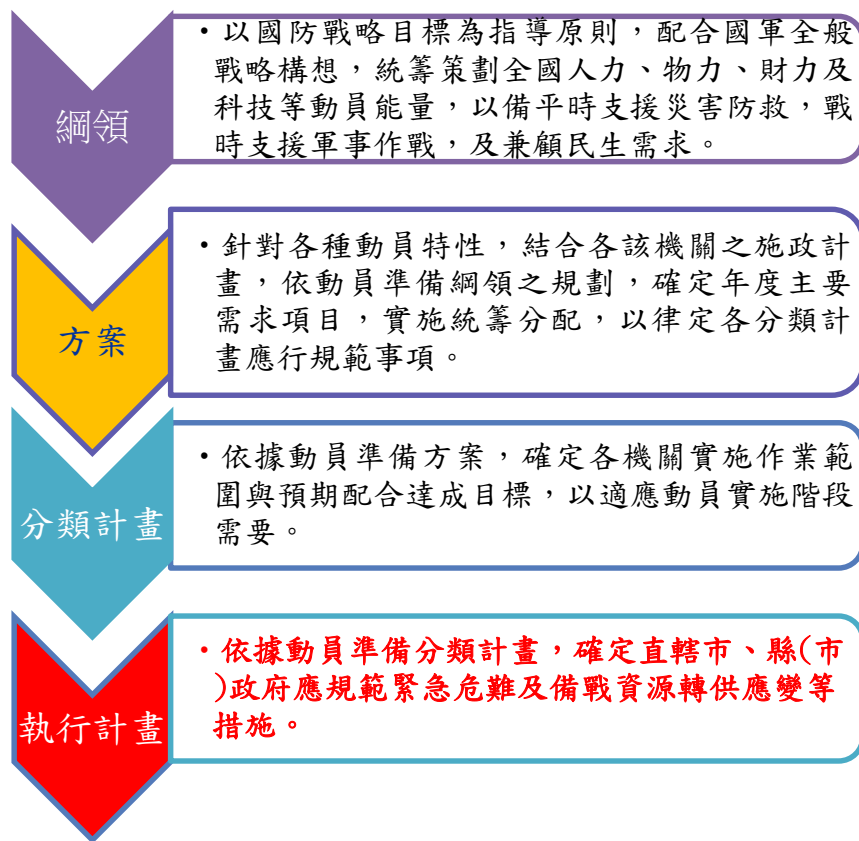 綱領
・以國防戰略目標為指導原則，配合國軍全般
戰略構想，統籌策劃全國人力、物力、財力及
科技等動員能量，以備平時支援災害防救，戰
時支援軍事作戰，及兼顧民生需求。
方案
・針對各種動員特性，結合各該機關之施政計
畫，依動員準備綱領之規劃，確定年度主要
需求項目，實施統籌分配，以律定各分類計
畫應行規範事項。
分類計畫
・依據動員準備方案，確定各機關實施作業範
圍與預期配合達成目標，以適應動員實施階段
需要。
執行計畫
・依據動員準備分類計畫，確定直轄市、縣(市
)政府應規範緊急危難及備戰資源轉供應變等
措施。